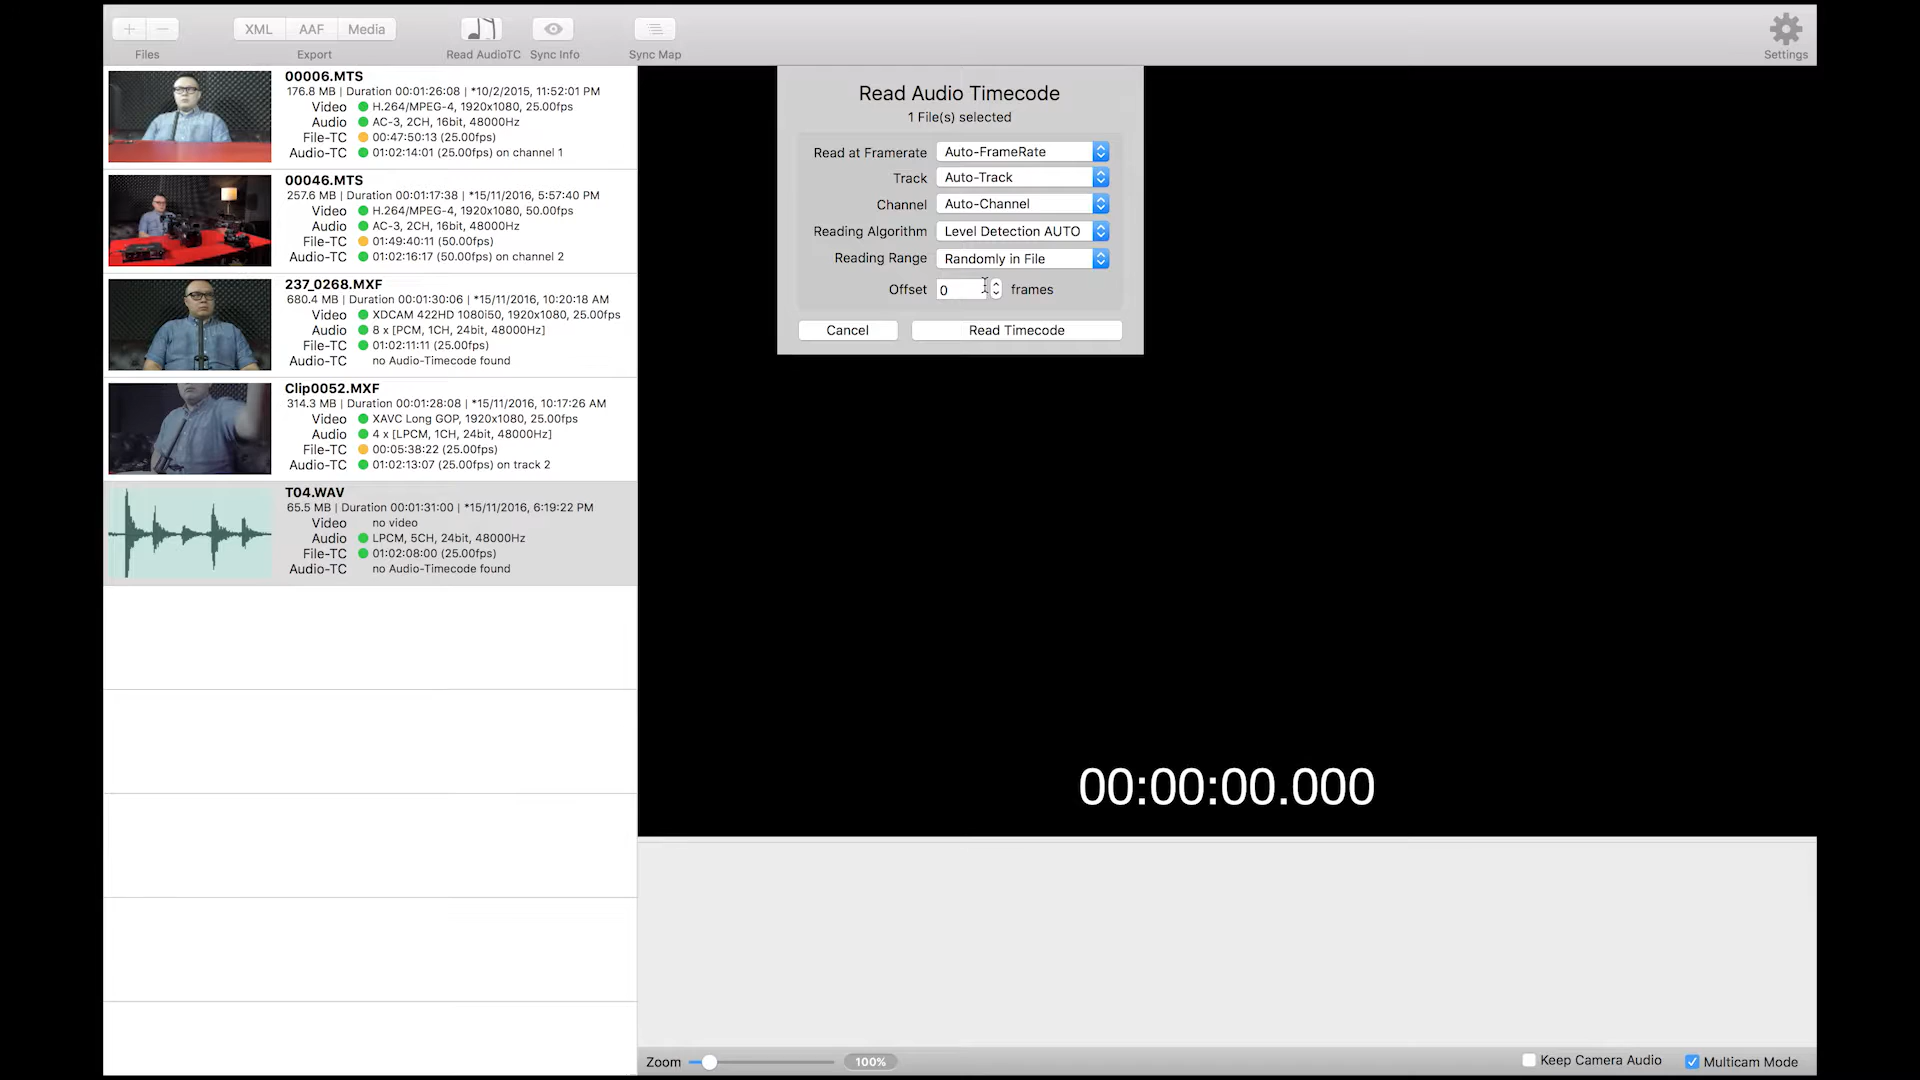 XML AAF Media
Files Export Read AudioTC Sync Info Sync Map Settings
00006.MTS
176.8 MB | Duration 00:01:26:08 | *10/2/2015, 11:52:01 PM
Video H.264/MPEG-4, 1920x1080, 25.00fps
Audio AC-3, 2CH, 16bit, 48000Hz
File-TC 00:47:50:13 (25.00fps)
Audio-TC 01:02:14:01 (25.00fps) on channel 1
00046.MTS
257.6 MB | Duration 00:01:17:38 | *15/11/2016, 5:57:40 PM
Video H.264/MPEG-4, 1920x1080, 50.00fps
Audio AC-3, 2CH, 16bit, 48000Hz
File-TC 01:49:40:11 (50.00fps)
Audio-TC 01:02:16:17 (50.00fps) on channel 2
237_0268.MXF
680.4 MB | Duration 00:01:30:06 | *15/11/2016, 10:20:18 AM
Video XDCAM 422HD 1080i50, 1920x1080, 25.00fps
Audio 8 x [PCM, 1CH, 24bit, 48000Hz]
File-TC 01:02:11:11 (25.00fps)
Audio-TC no Audio-Timecode found
Clip0052.MXF
314.3 MB | Duration 00:01:28:08 | *15/11/2016, 10:17:26 AM
Video XAVC Long GOP, 1920x1080, 25.00fps
Audio 4 x [LPCM, 1CH, 24bit, 48000Hz]
File-TC 00:05:38:22 (25.00fps)
Audio-TC 01:02:13:07 (25.00fps) on track 2
T04.WAV
65.5 MB | Duration 00:01:31:00 | *15/11/2016, 6:19:22 PM
Video no video
Audio LPCM, 5CH, 24bit, 48000Hz
File-TC 01:02:08:00 (25.00fps)
Audio-TC no Audio-Timecode found
Read Audio Timecode
1 File(s) selected
Read at Framerate Auto-FrameRate
Track Auto-Track
Channel Auto-Channel
Reading Algorithm Level Detection AUTO
Reading Range Randomly in File
Offset 0 frames
Cancel Read Timecode
00:00:00.000
Zoom 100% Keep Camera Audio Multicam Mode